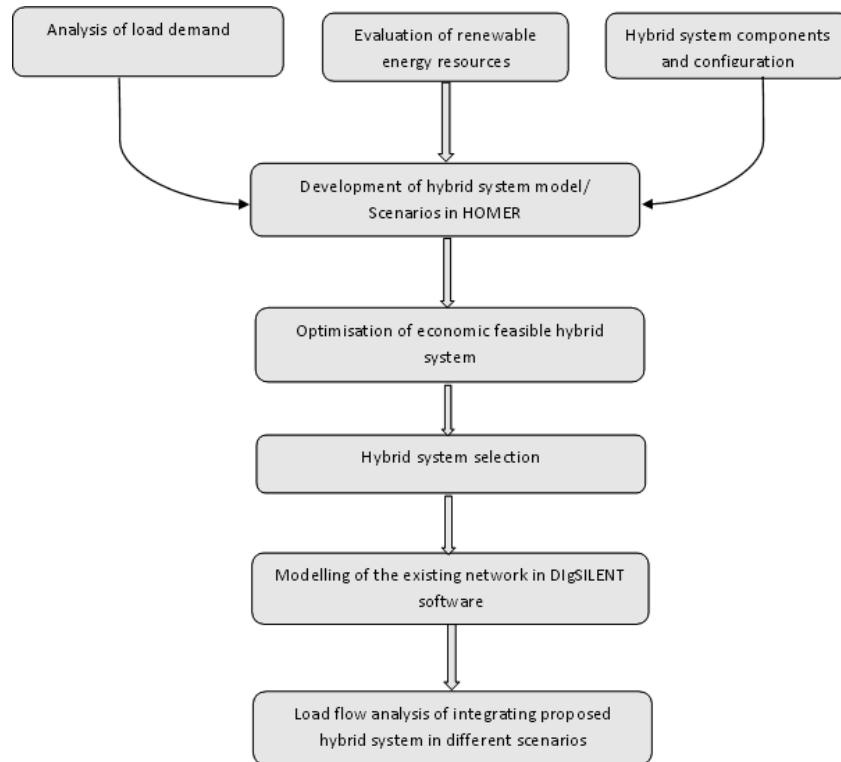 Analysis of load demand
Evaluation of renewable
energy resources
Hybrid system components
and configuration
Development of hybrid system model/
Scenarios in HOMER
Optimisation of economic feasible hybrid
system
Hybrid system selection
Modelling of the existing network in DIgSILENT
software
Load flow analysis of integrating proposed
hybrid system in different scenarios